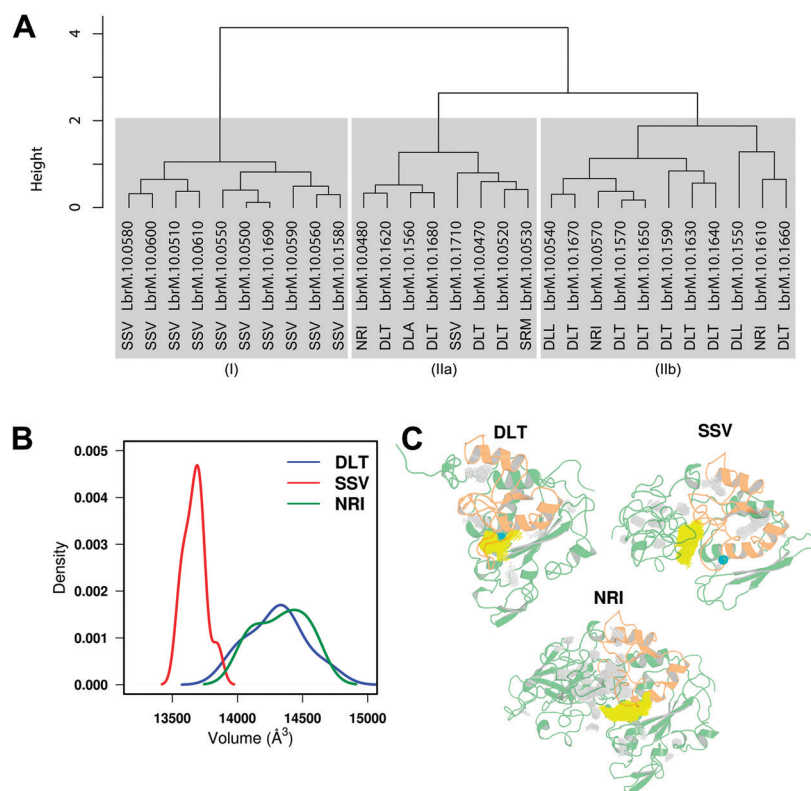 A
Height
4
2
0
SSV LbrM.10.0580
SSV LbrM.10.0600
SSV LbrM.10.0510
SSV LbrM.10.0610
SSV LbrM.10.0550
SSV LbrM.10.0500
SSV LbrM.10.1690
SSV LbrM.10.0590
SSV LbrM.10.0560
SSV LbrM.10.1580
NRI LbrM.10.0480
DLT LbrM.10.1620
DLA LbrM.10.1560
DLT LbrM.10.1680
SSV LbrM.10.1710
DLT LbrM.10.0470
DLT LbrM.10.0520
SRM LbrM.10.0530
DLL LbrM.10.0540
DLT LbrM.10.1670
NRI LbrM.10.0570
DLT LbrM.10.1570
DLT LbrM.10.1650
DLT LbrM.10.1590
DLT LbrM.10.1630
DLT LbrM.10.1640
DLL LbrM.10.1550
NRI LbrM.10.1610
DLT LbrM.10.1660
(I)
(IIa)
(IIb)
B
Density
0.005
0.004
0.003
0.002
0.001
0.000
DLT
SSV
NRI
13500 14000 14500 15000
Volume (Å³)
C
DLT
SSV
NRI